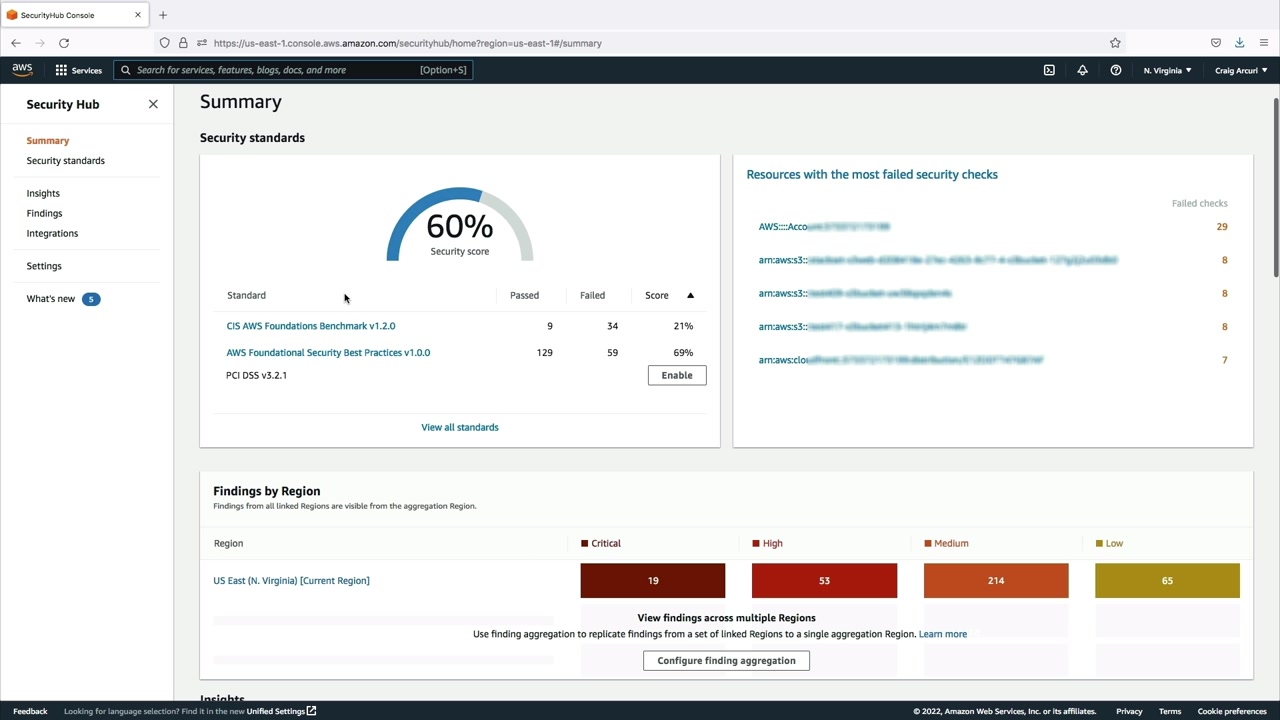 SecurityHub Console
https://us-east-1.console.aws.amazon.com/securityhub/home?region=us-east-1#/summary
aws
Services
Search for services, features, blogs, docs, and more
[Option+S]
N. Virginia
Craig Arcuri
Security Hub
Summary
Security standards
Insights
Findings
Integrations
Settings
What's new 5
Summary
Security standards
60%
Security score
Standard Passed Failed Score
CIS AWS Foundations Benchmark v1.2.0 9 34 21%
AWS Foundational Security Best Practices v1.0.0 129 59 69%
PCI DSS v3.2.1 Enable
View all standards
Resources with the most failed security checks
Failed checks
AWS::::Acco 29
arn:aws:s3:: 8
arn:aws:s3:: 8
arn:aws:s3:: 8
arn:aws:clo 7
Findings by Region
Findings from all linked Regions are visible from the aggregation Region.
Region Critical High Medium Low
US East (N. Virginia) [Current Region] 19 53 214 65
View findings across multiple Regions
Use finding aggregation to replicate findings from a set of linked Regions to a single aggregation Region. Learn more
Configure finding aggregation
Insights
Feedback Looking for language selection? Find it in the new Unified Settings © 2022, Amazon Web Services, Inc. or its affiliates. Privacy Terms Cookie preferences